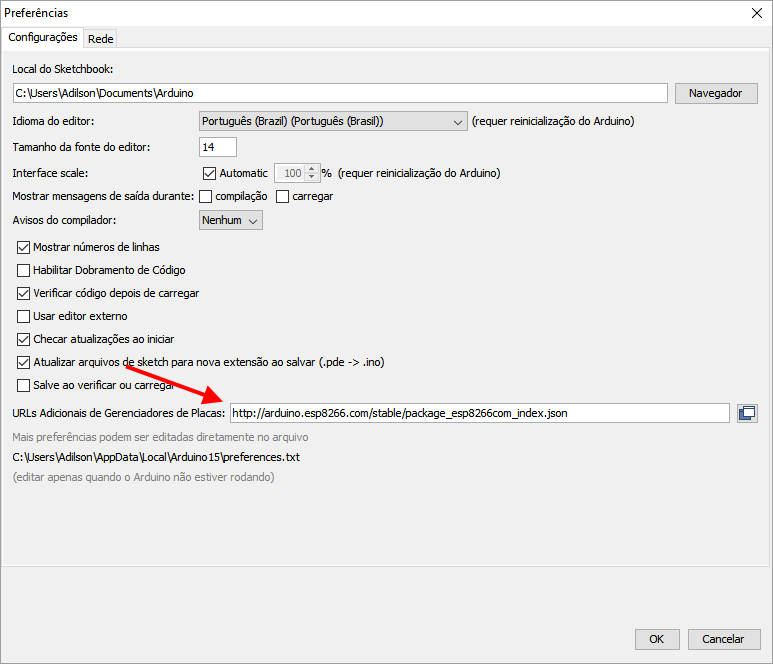 Preferências
Configurações Rede
Local do Sketchbook:
C:\Users\Adilson\Documents\Arduino Navegador
Idioma do editor: Português (Brazil) (Português (Brasil)) (requer reinicialização do Arduino)
Tamanho da fonte do editor: 14
Interface scale: Automatic 100 % (requer reinicialização do Arduino)
Mostrar mensagens de saída durante: compilação carregar
Avisos do compilador: Nenhum
Mostrar números de linhas
Habilitar Dobramento de Código
Verificar código depois de carregar
Usar editor externo
Checar atualizações ao iniciar
Atualizar arquivos de sketch para nova extensão ao salvar (.pde -> .ino)
Salve ao verificar ou carregar
URLs Adicionais de Gerenciadores de Placas: http://arduino.esp8266.com/stable/package_esp8266com_index.json
Mais preferências podem ser editadas diretamente no arquivo
C:\Users\Adilson\AppData\Local\Arduino15\preferences.txt
(editar apenas quando o Arduino não estiver rodando)
OK Cancelar